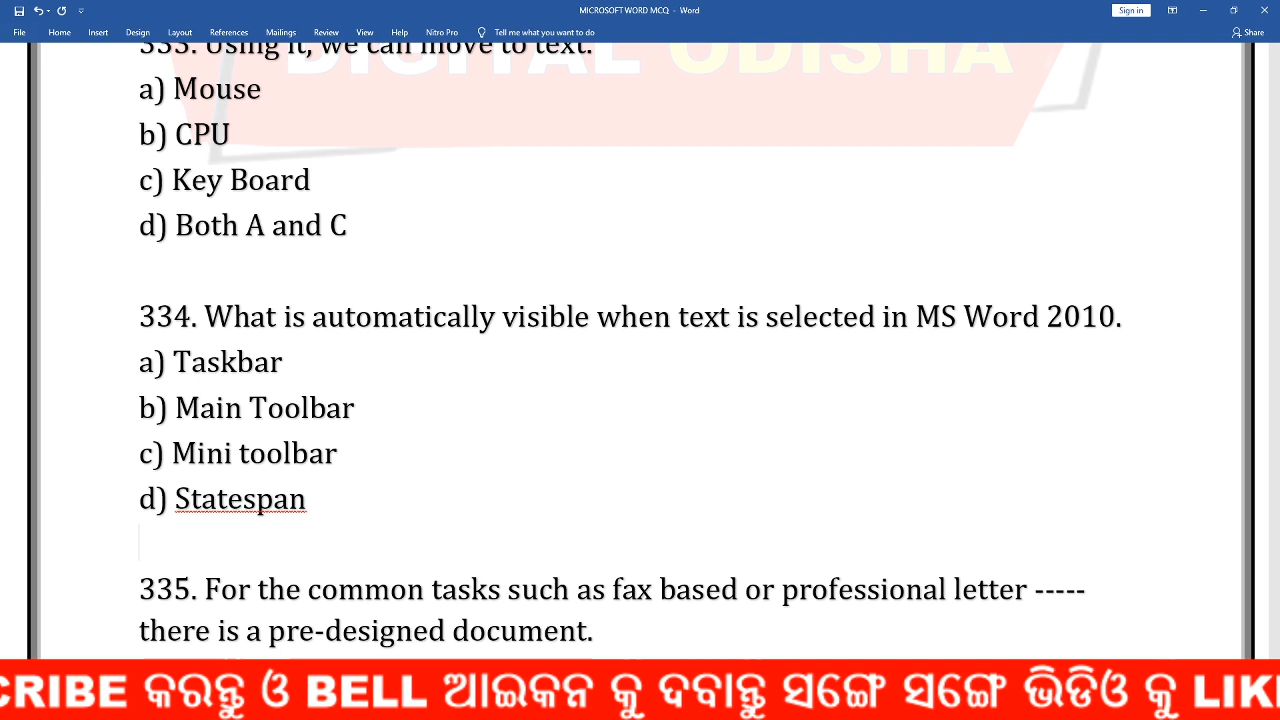 MICROSOFT WORD MCQ - Word
Sign in
File Home Insert Design Layout References Mailings Review View Help Nitro Pro Tell me what you want to do Share
333. Using it, we can move to text.
DIGITAL ODISHA
a) Mouse
b) CPU
c) Key Board
d) Both A and C
334. What is automatically visible when text is selected in MS Word 2010.
a) Taskbar
b) Main Toolbar
c) Mini toolbar
d) Statespan
335. For the common tasks such as fax based or professional letter -----
there is a pre-designed document.
CRIBE କରନ୍ତୁ ଓ BELL ଆଇକନ କୁ ଦବାନ୍ତୁ ସଙ୍ଗେ ସଙ୍ଗେ ଭିଡିଓ କୁ LIK